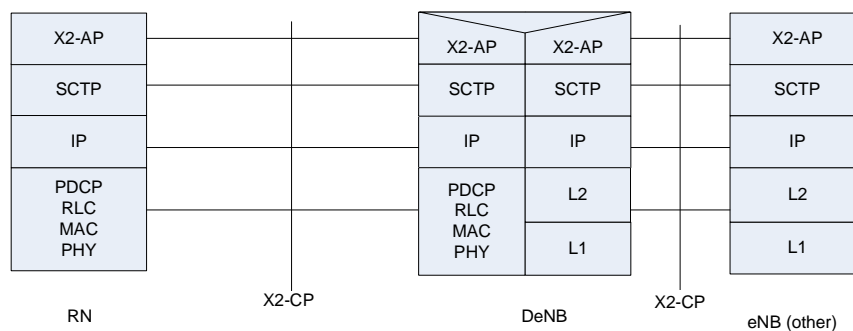 X2-AP
SCTP
IP
PDCP
RLC
MAC
PHY
RN
X2-CP
X2-AP X2-AP
SCTP SCTP
IP IP
PDCP
RLC
MAC
PHY
L2
L1
DeNB
X2-CP
X2-AP
SCTP
IP
L2
L1
eNB (other)